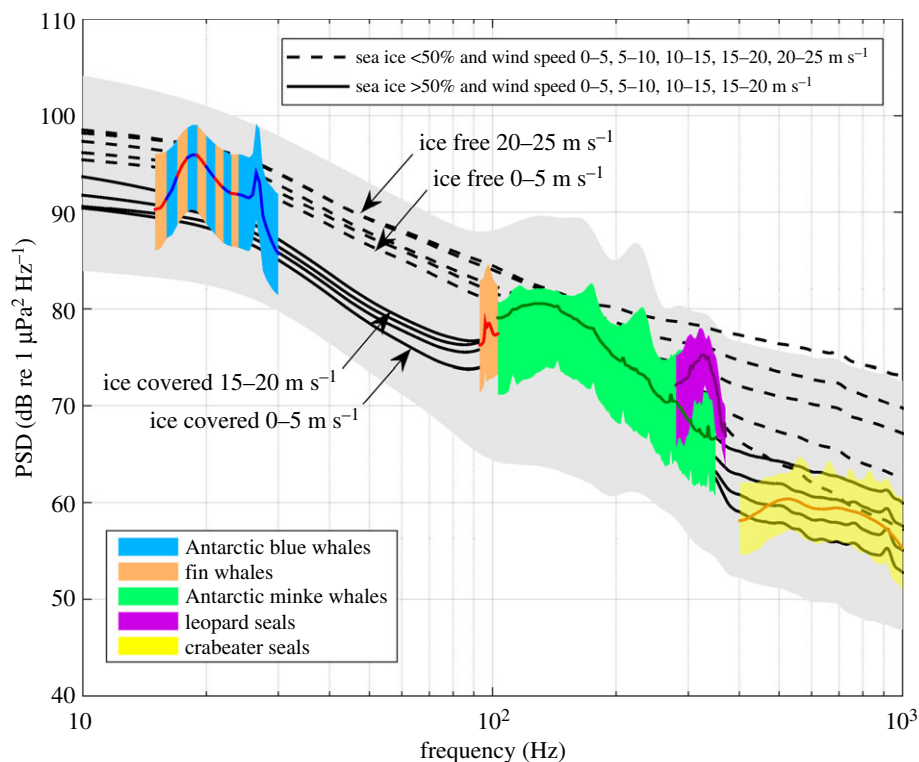 110
100
90
80
70
60
50
40
PSD (dB re 1 µPa² Hz⁻¹)
sea ice <50% and wind speed 0–5, 5–10, 10–15, 15–20, 20–25 m s⁻¹
sea ice >50% and wind speed 0–5, 5–10, 10–15, 15–20 m s⁻¹
ice free 20–25 m s⁻¹
ice free 0–5 m s⁻¹
ice covered 15–20 m s⁻¹
ice covered 0–5 m s⁻¹
Antarctic blue whales
fin whales
Antarctic minke whales
leopard seals
crabeater seals
10 10² 10³
frequency (Hz)